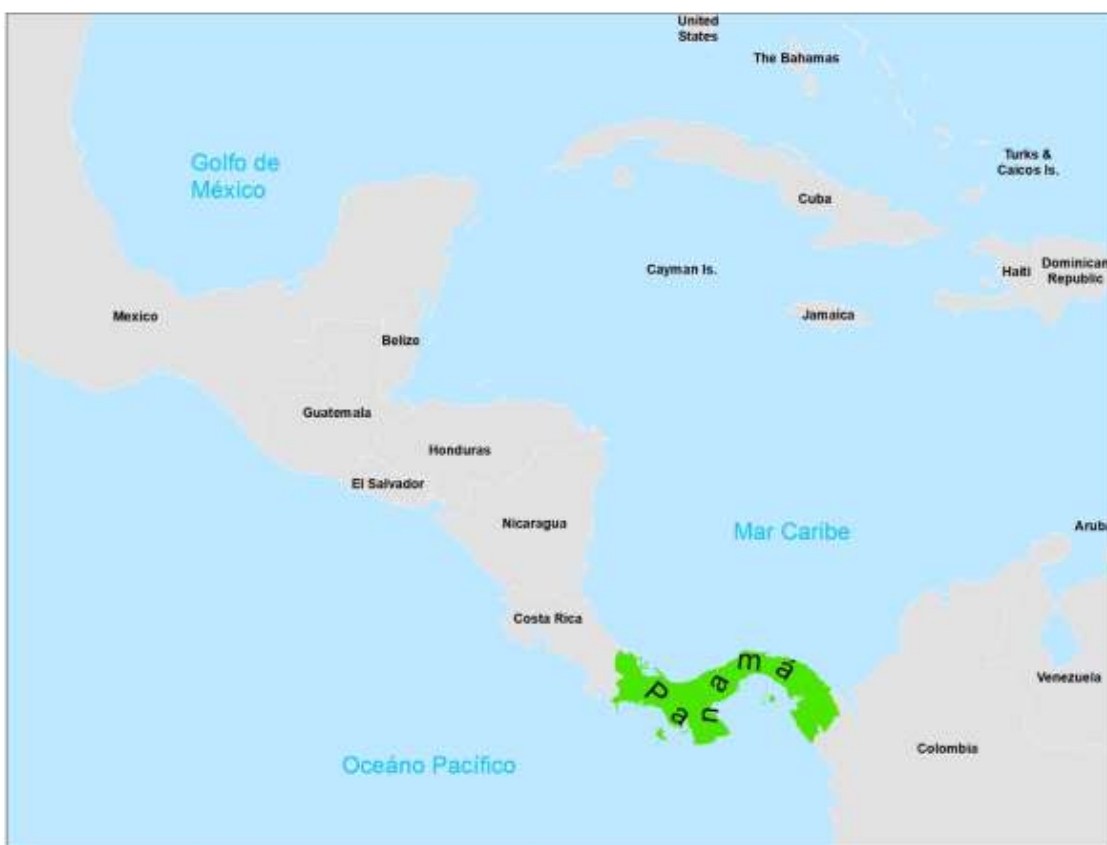 United
States
The Bahamas
Golfo de
México
Turks &
Caicos Is.
Cuba
Cayman Is.
Haiti
Dominican
Republic
Mexico
Jamaica
Belize
Guatemala
Honduras
El Salvador
Nicaragua
Mar Caribe
Aruba
Costa Rica
Panamá
Venezuela
Colombia
Oceáno Pacífico